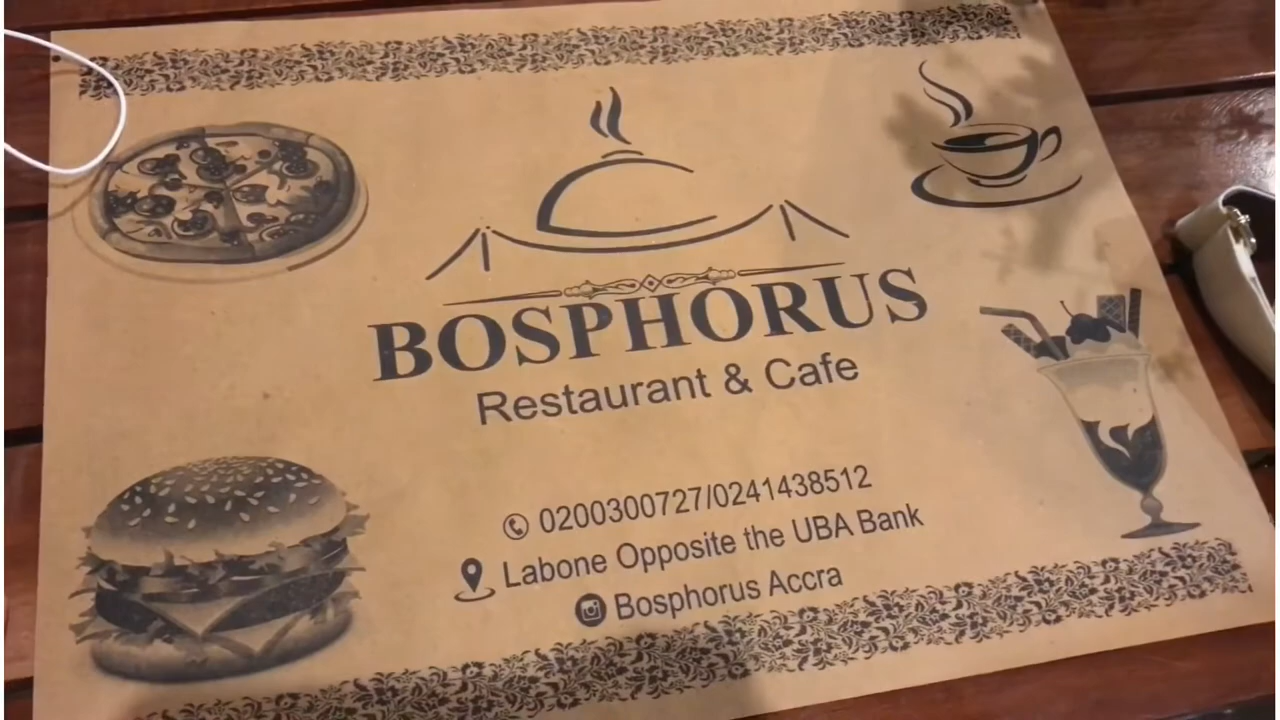 BOSPHORUS
Restaurant & Cafe
0200300727/0241438512
Labone Opposite the UBA Bank
Bosphorus Accra